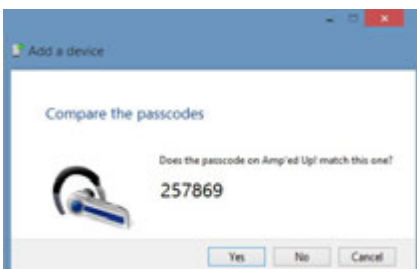 Add a device
Compare the passcodes
Does the passcode on Amp'ed Up! match this one?
257869
Yes
No
Cancel